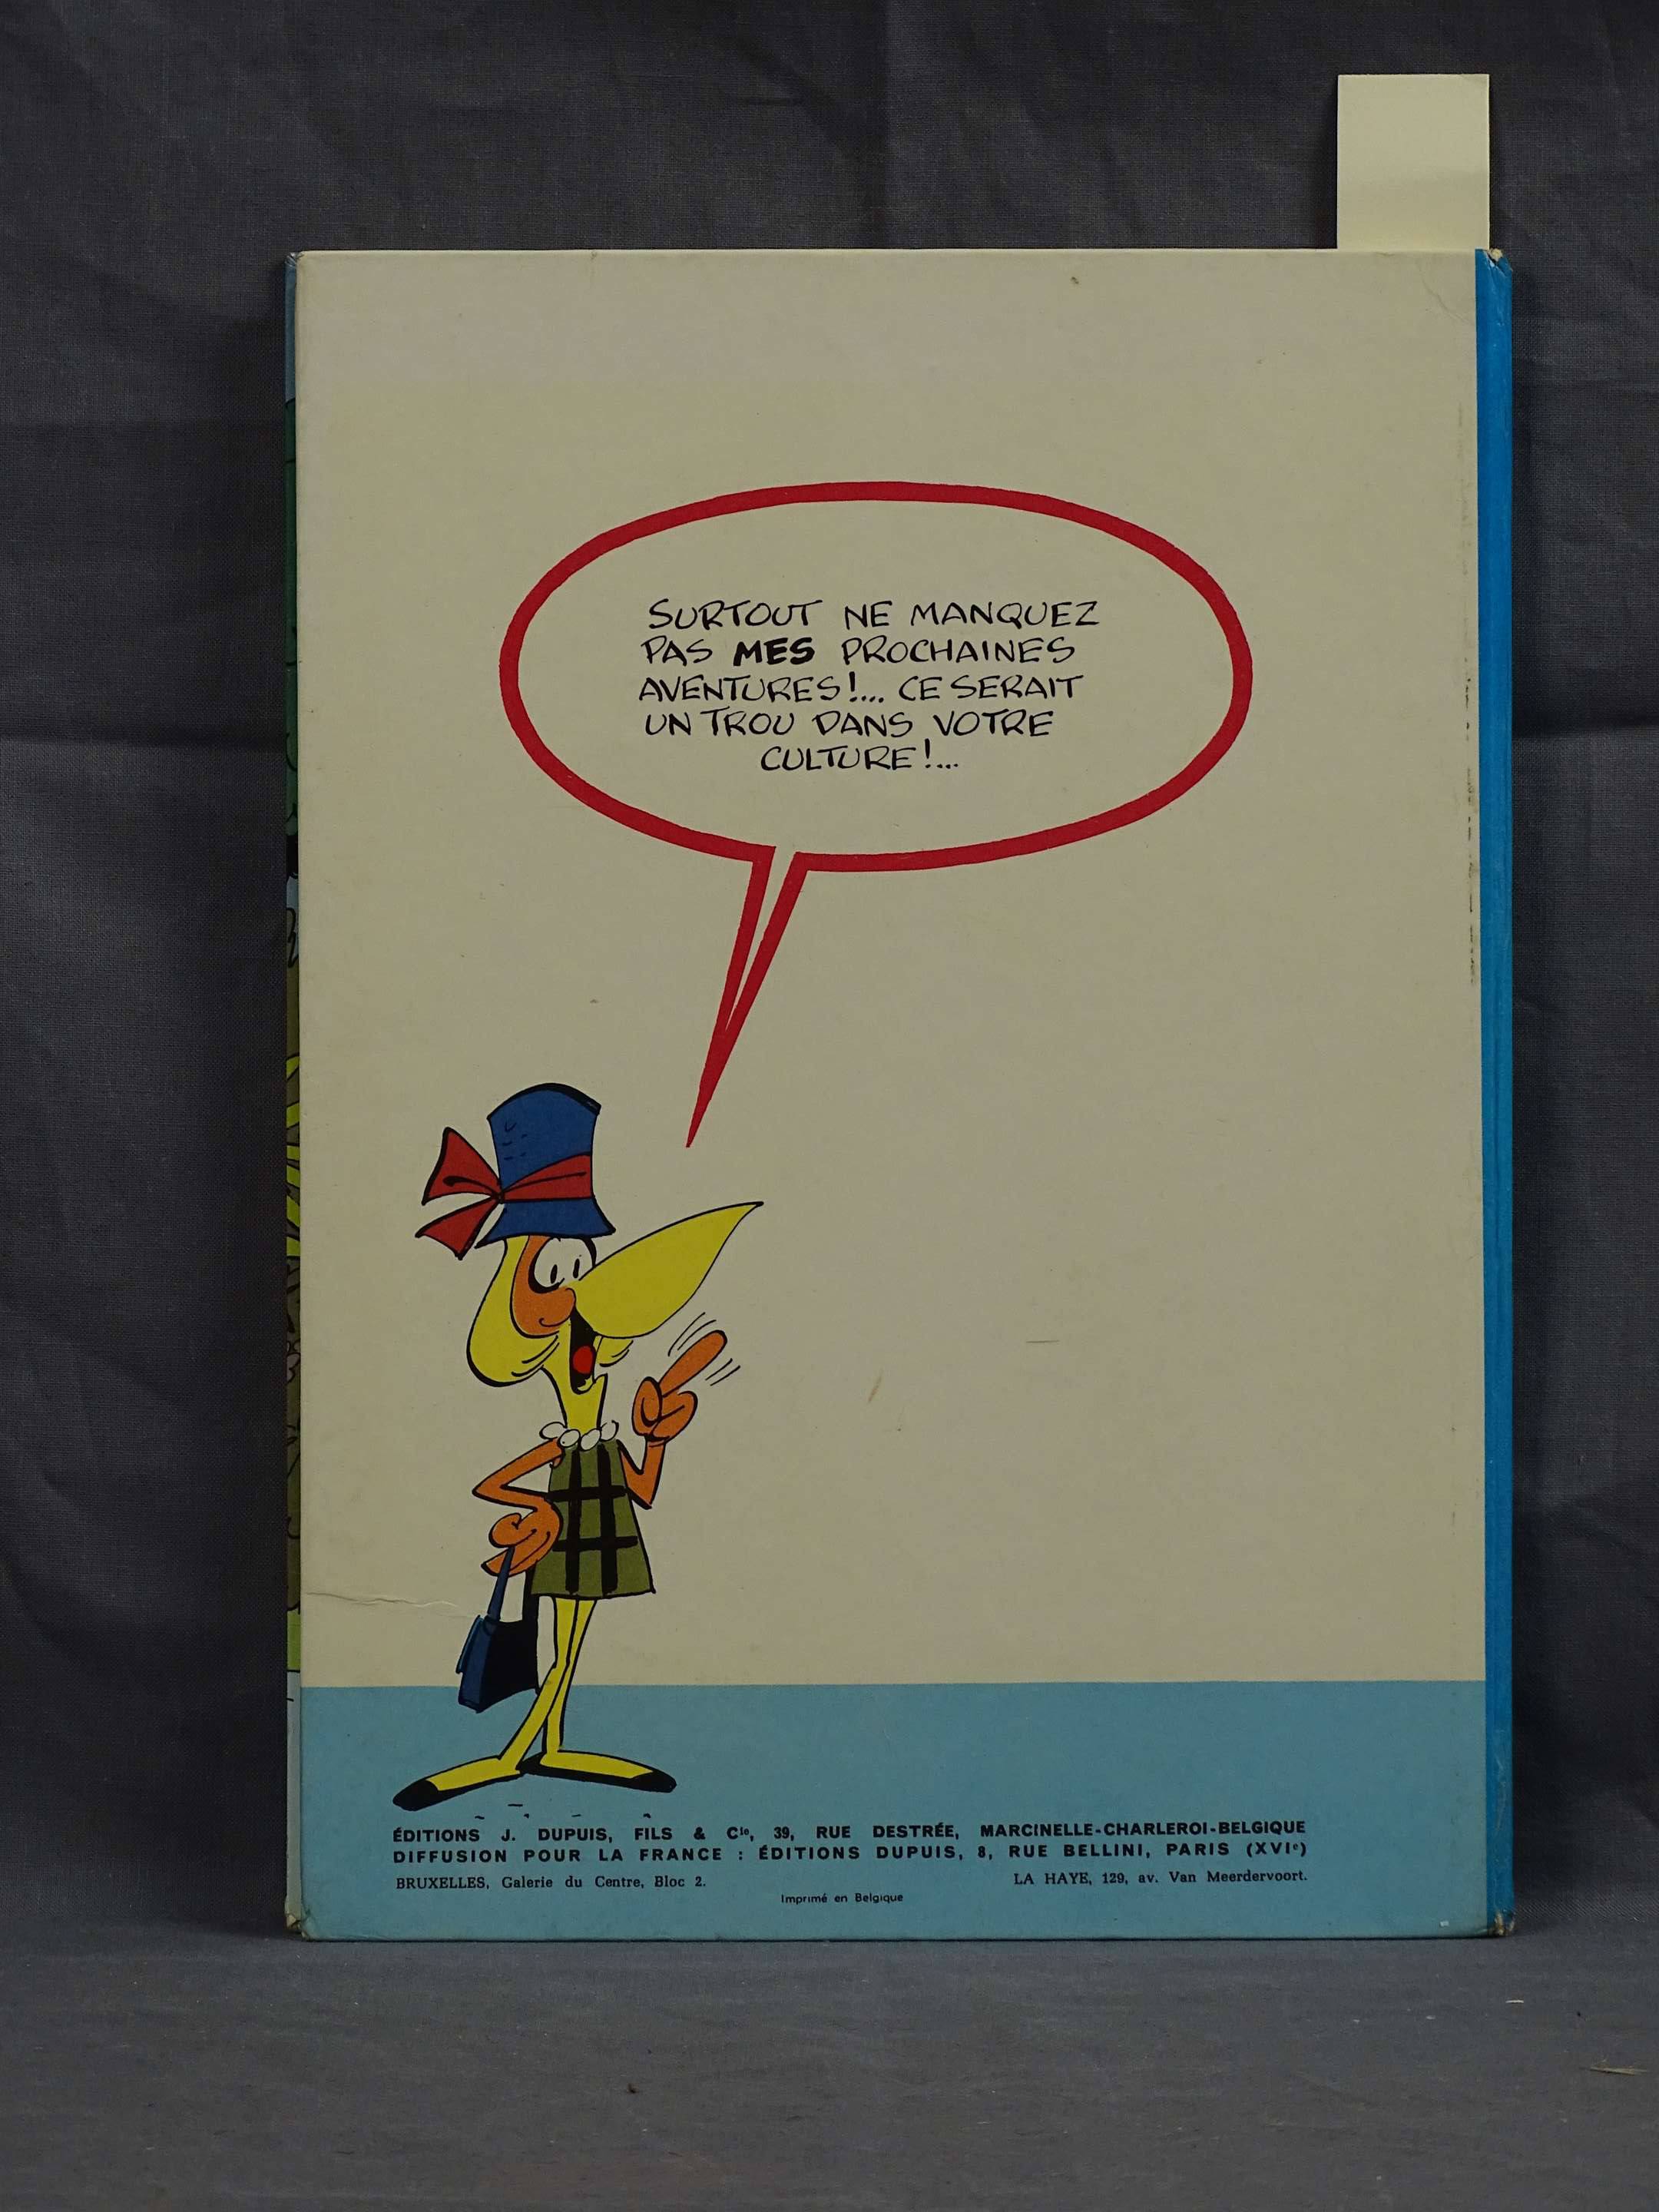 SURTOUT NE MANQUEZ
PAS MES PROCHAINES
AVENTURES!... CE SERAIT
UN TROU DANS VOTRE
CULTURE!...
ÉDITIONS J. DUPUIS, FILS & Cie, 39, RUE DESTRÉE, MARCINELLE-CHARLEROI-BELGIQUE
DIFFUSION POUR LA FRANCE : ÉDITIONS DUPUIS, 8, RUE BELLINI, PARIS (XVIe)
BRUXELLES, Galerie du Centre, Bloc 2. LA HAYE, 129, av. Van Meerdervoort.
Imprimé en Belgique